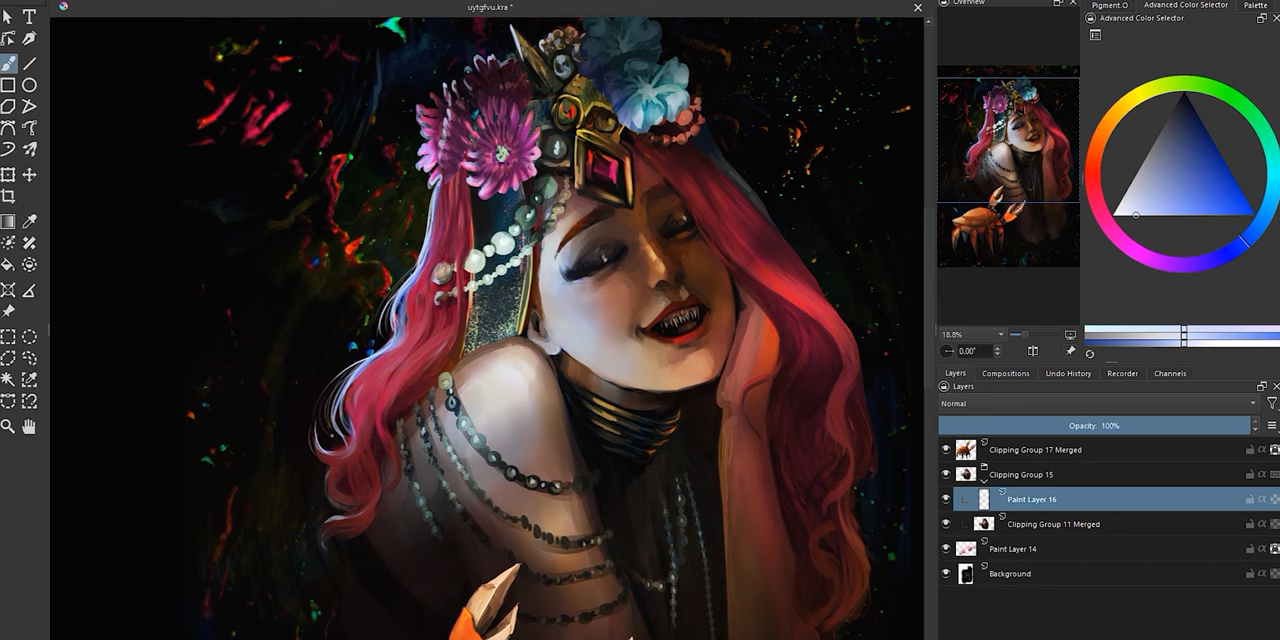 uytgfvu.kra *
Overview
Pigment.O
Advanced Color Selector
Palette
Advanced Color Selector
18.8%
0.00°
Layers
Compositions
Undo History
Recorder
Channels
Layers
Normal
Opacity: 100%
Clipping Group 17 Merged
Clipping Group 15
Paint Layer 16
Clipping Group 11 Merged
Paint Layer 14
Background